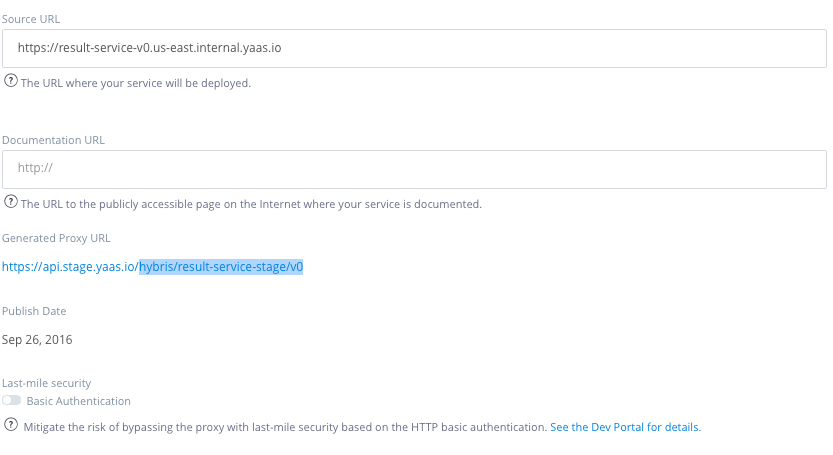 Source URL
https://result-service-v0.us-east.internal.yaas.io
? The URL where your service will be deployed.
Documentation URL
http://
? The URL to the publicly accessible page on the Internet where your service is documented.
Generated Proxy URL
https://api.stage.yaas.io/hybris/result-service-stage/v0
Publish Date
Sep 26, 2016
Last-mile security
Basic Authentication
? Mitigate the risk of bypassing the proxy with last-mile security based on the HTTP basic authentication. See the Dev Portal for details.